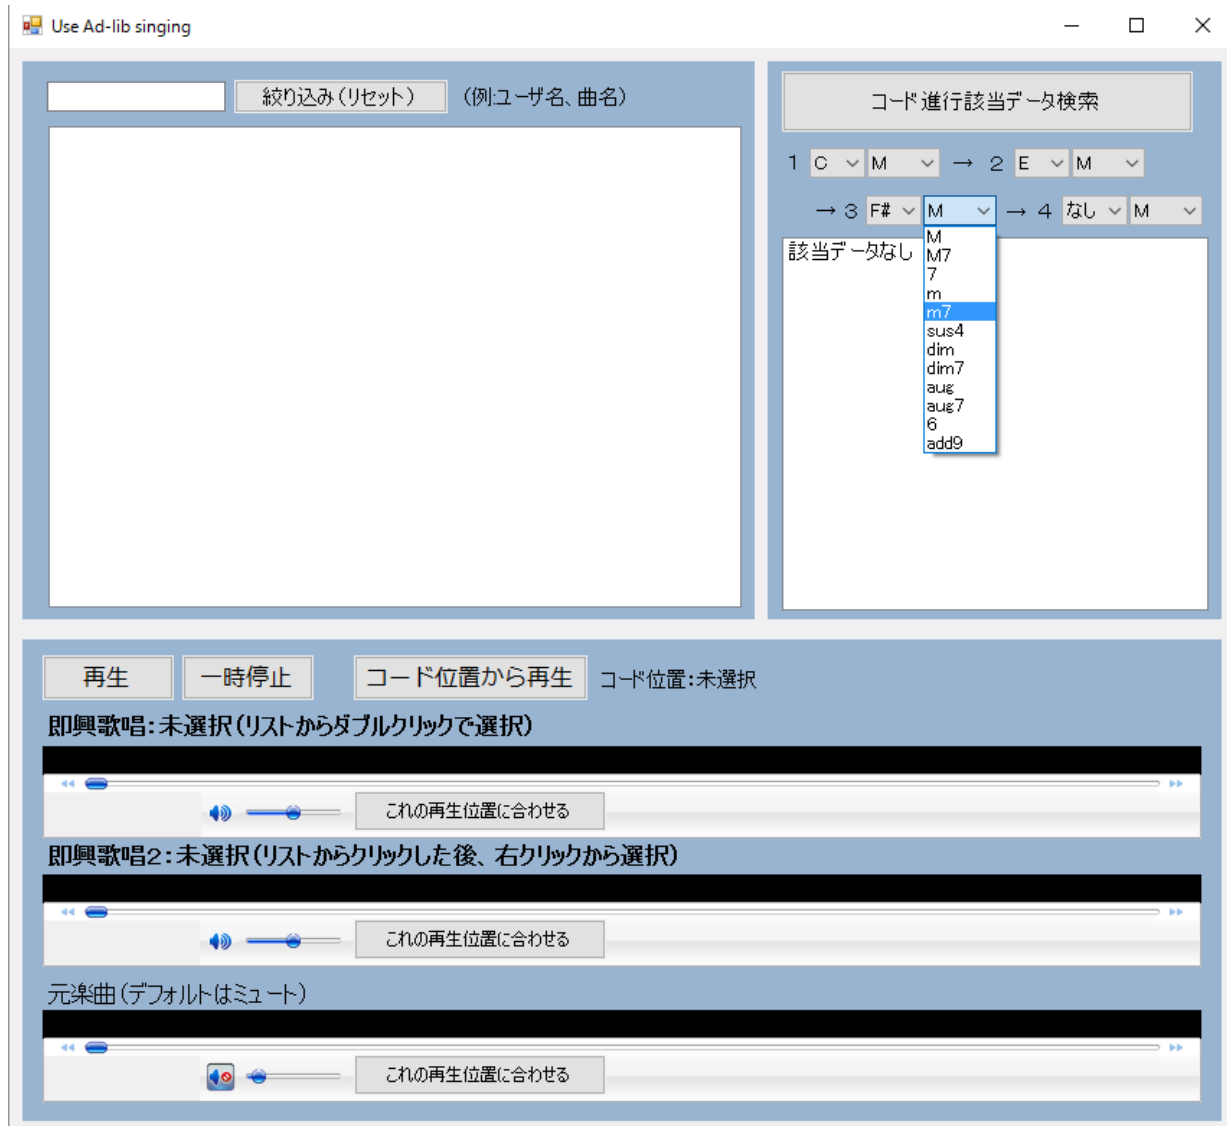 Use Ad-lib singing
絞り込み(リセット) (例:ユーザ名、曲名)
コード進行該当データ検索
1 C M → 2 E M
→ 3 F# M → 4 なし M
該当データなし
M
M7
7
m
m7
sus4
dim
dim7
aug
aug7
6
add9
再生 一時停止 コード位置から再生 コード位置:未選択
即興歌唱:未選択(リストからダブルクリックで選択)
これの再生位置に合わせる
即興歌唱2:未選択(リストからクリックした後、右クリックから選択)
これの再生位置に合わせる
元楽曲(デフォルトはミュート)
これの再生位置に合わせる